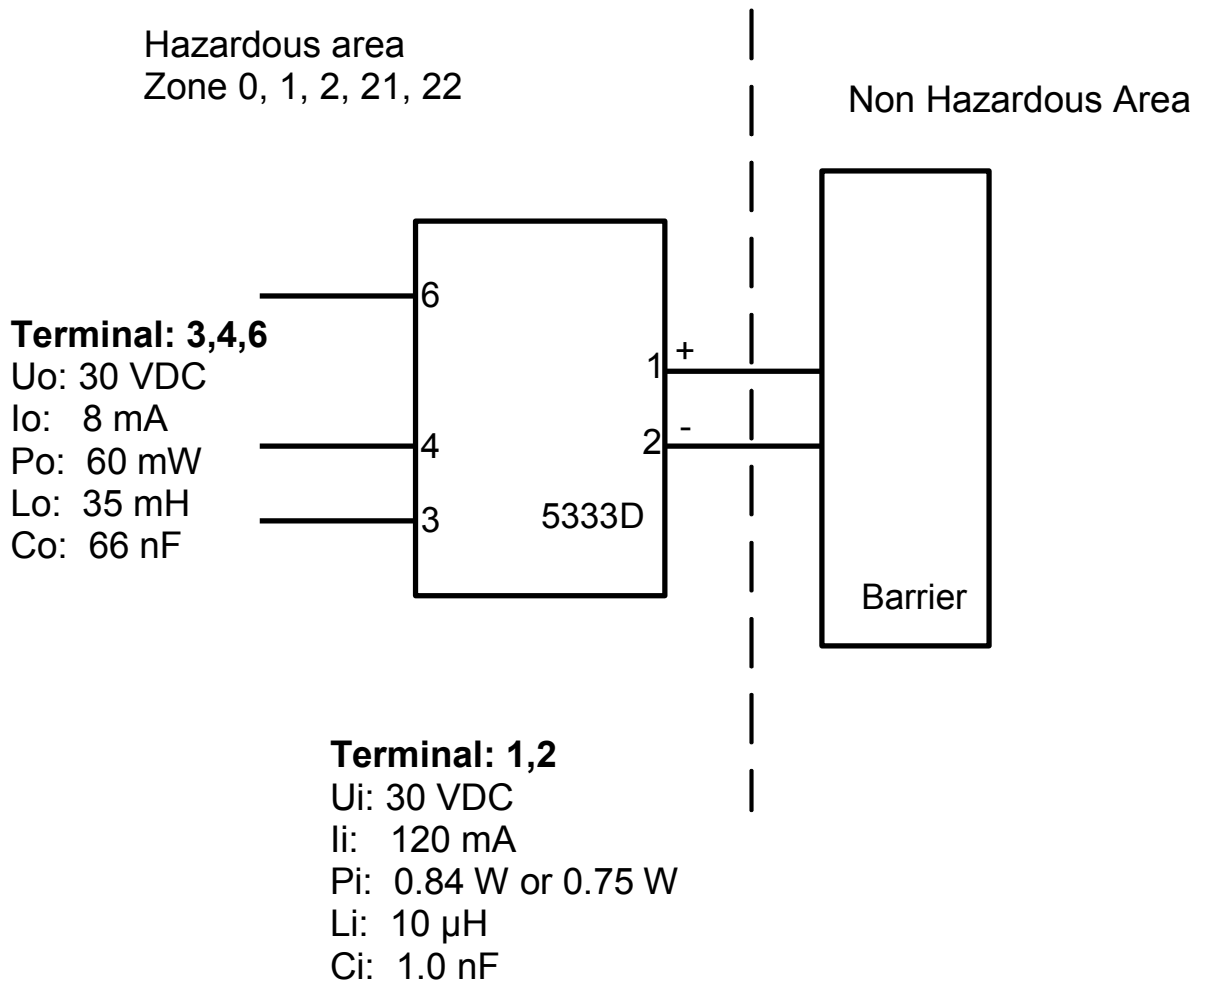 Hazardous area
Zone 0, 1, 2, 21, 22
Non Hazardous Area
6
Terminal: 3,4,6
Uo: 30 VDC
Io: 8 mA
Po: 60 mW
Lo: 35 mH
Co: 66 nF
1 +
2 -
4
3
5333D
Barrier
Terminal: 1,2
Ui: 30 VDC
Ii: 120 mA
Pi: 0.84 W or 0.75 W
Li: 10 µH
Ci: 1.0 nF